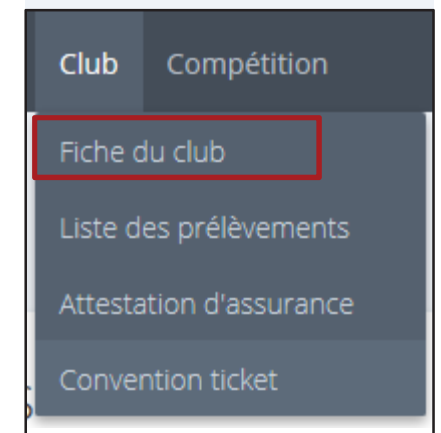 Club Compétition
Fiche du club
Liste des prélèvements
Attestation d'assurance
Convention ticket